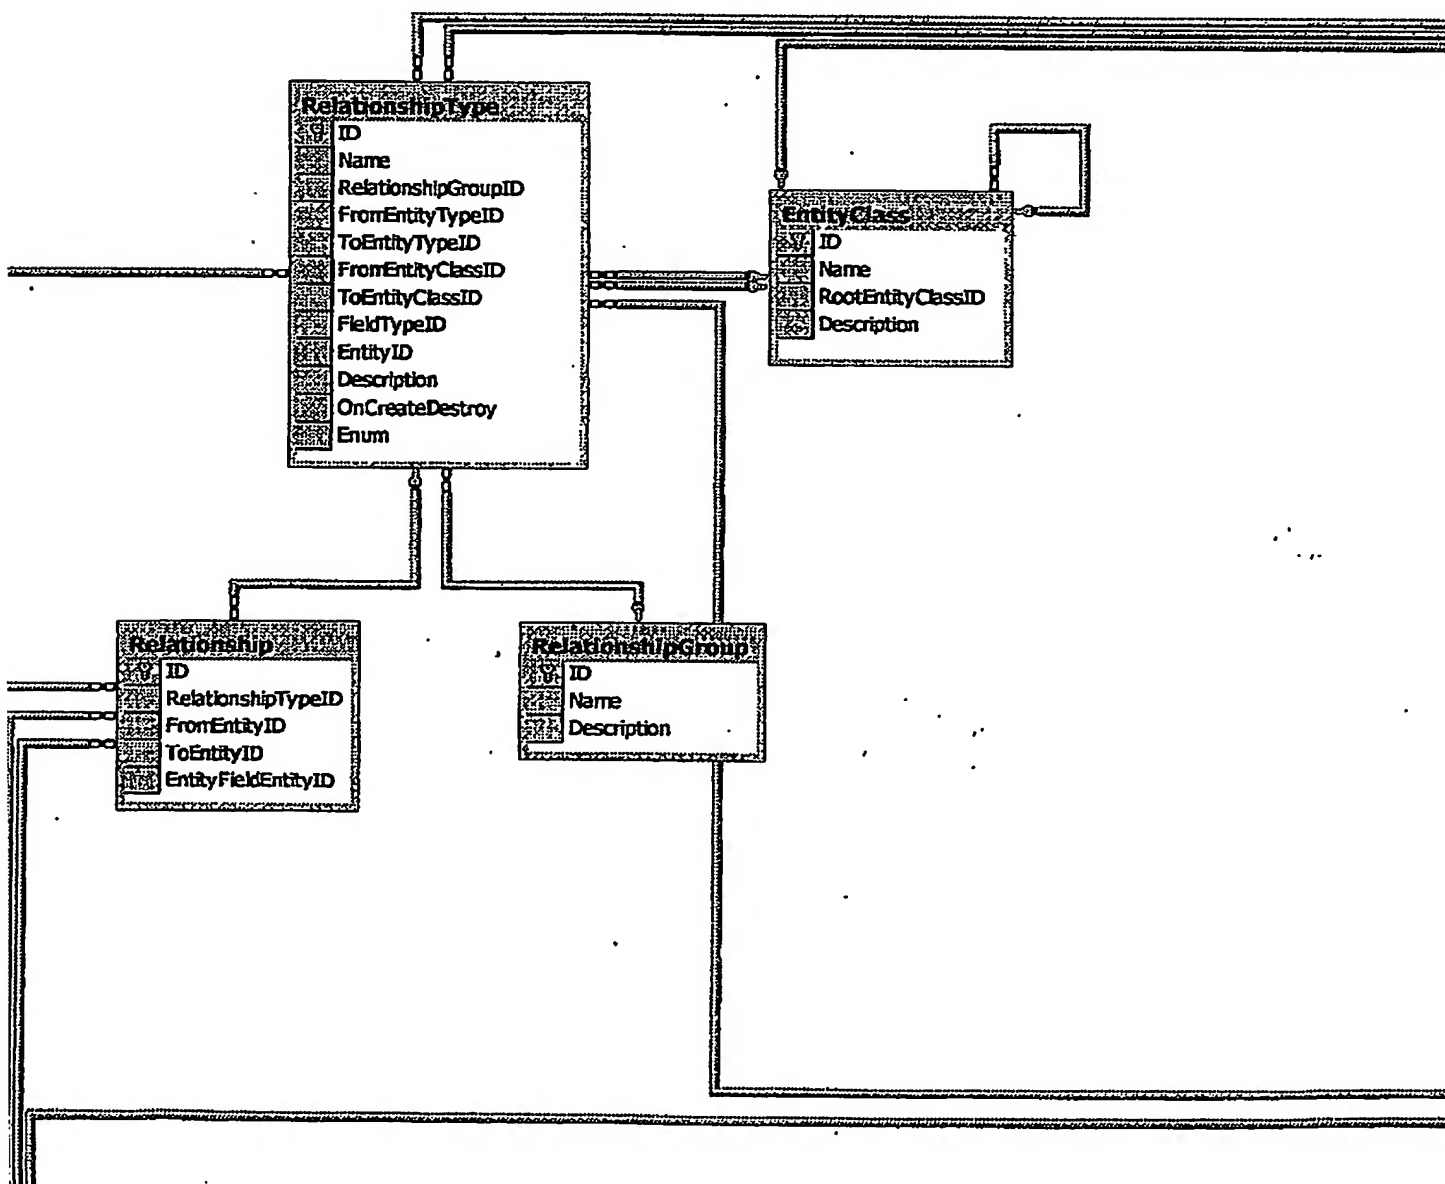 RelationshipType
ID
Name
RelationshipGroupID
FromEntityTypeID
ToEntityTypeID
FromEntityClassID
ToEntityClassID
FieldTypeID
EntityID
Description
OnCreateDestroy
Enum
EntityClass
ID
Name
RootEntityClassID
Description
Relationship
ID
RelationshipTypeID
FromEntityID
ToEntityID
EntityFieldEntityID
RelationshipGroup
ID
Name
Description